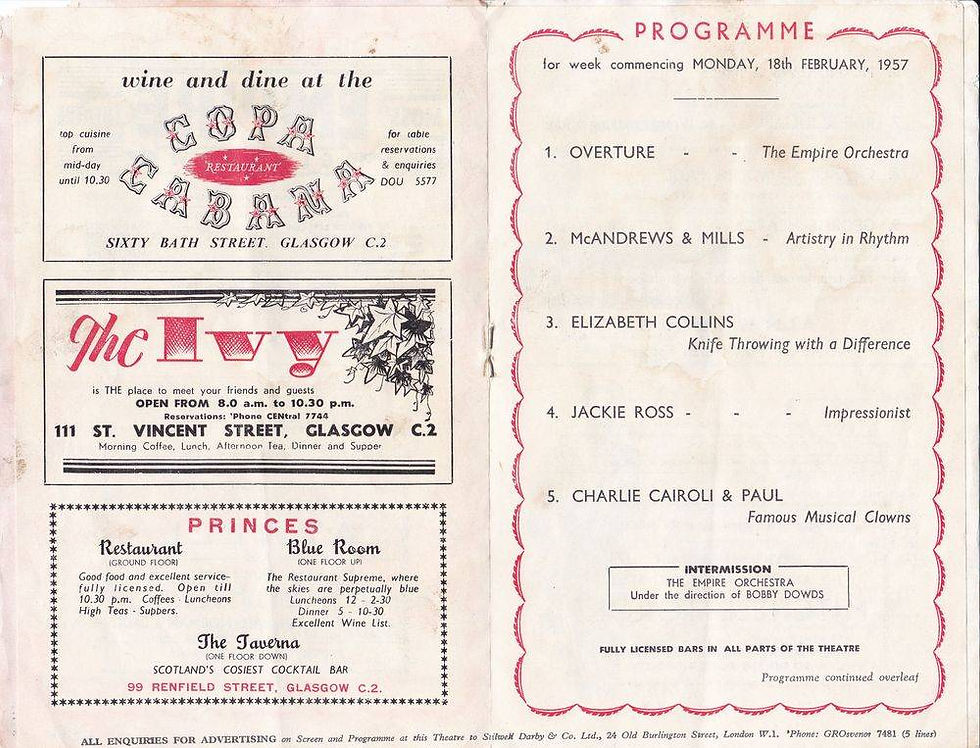 wine and dine at the
COPA
top cuisine
from
mid-day
until 10.30
RESTAURANT
for table
reservations
& enquiries
DOU 5577
CABANA
SIXTY BATH STREET. GLASGOW C.2
The Ivy
is THE place to meet your friends and guests
OPEN FROM 8.0 a.m. to 10.30 p.m.
Reservations: 'Phone CENtral 7744
111 ST. VINCENT STREET, GLASGOW C.2
Morning Coffee, Lunch, Afternoon Tea, Dinner and Supper
PRINCES
Restaurant
(GROUND FLOOR)
Good food and excellent service–
fully licensed. Open till
10.30 p.m. Coffees · Luncheons
High Teas - Suppers.
Blue Room
(ONE FLOOR UP)
The Restaurant Supreme, where
the skies are perpetually blue
Luncheons 12 - 2-30
Dinner 5 - 10-30
Excellent Wine List.
The Taverna
(ONE FLOOR DOWN)
SCOTLAND'S COSIEST COCKTAIL BAR
99 RENFIELD STREET, GLASGOW C.2.
PROGRAMME
for week commencing MONDAY, 18th FEBRUARY, 1957
1. OVERTURE - - The Empire Orchestra
2. McANDREWS & MILLS - Artistry in Rhythm
3. ELIZABETH COLLINS
Knife Throwing with a Difference
4. JACKIE ROSS - - - Impressionist
5. CHARLIE CAIROLI & PAUL
Famous Musical Clowns
INTERMISSION
THE EMPIRE ORCHESTRA
Under the direction of BOBBY DOWDS
FULLY LICENSED BARS IN ALL PARTS OF THE THEATRE
Programme continued overleaf
ALL ENQUIRIES FOR ADVERTISING on Screen and Programme at this Theatre to Stilwell Darby & Co. Ltd., 24 Old Burlington Street, London W.1. 'Phone: GROsvenor 7481 (5 lines)